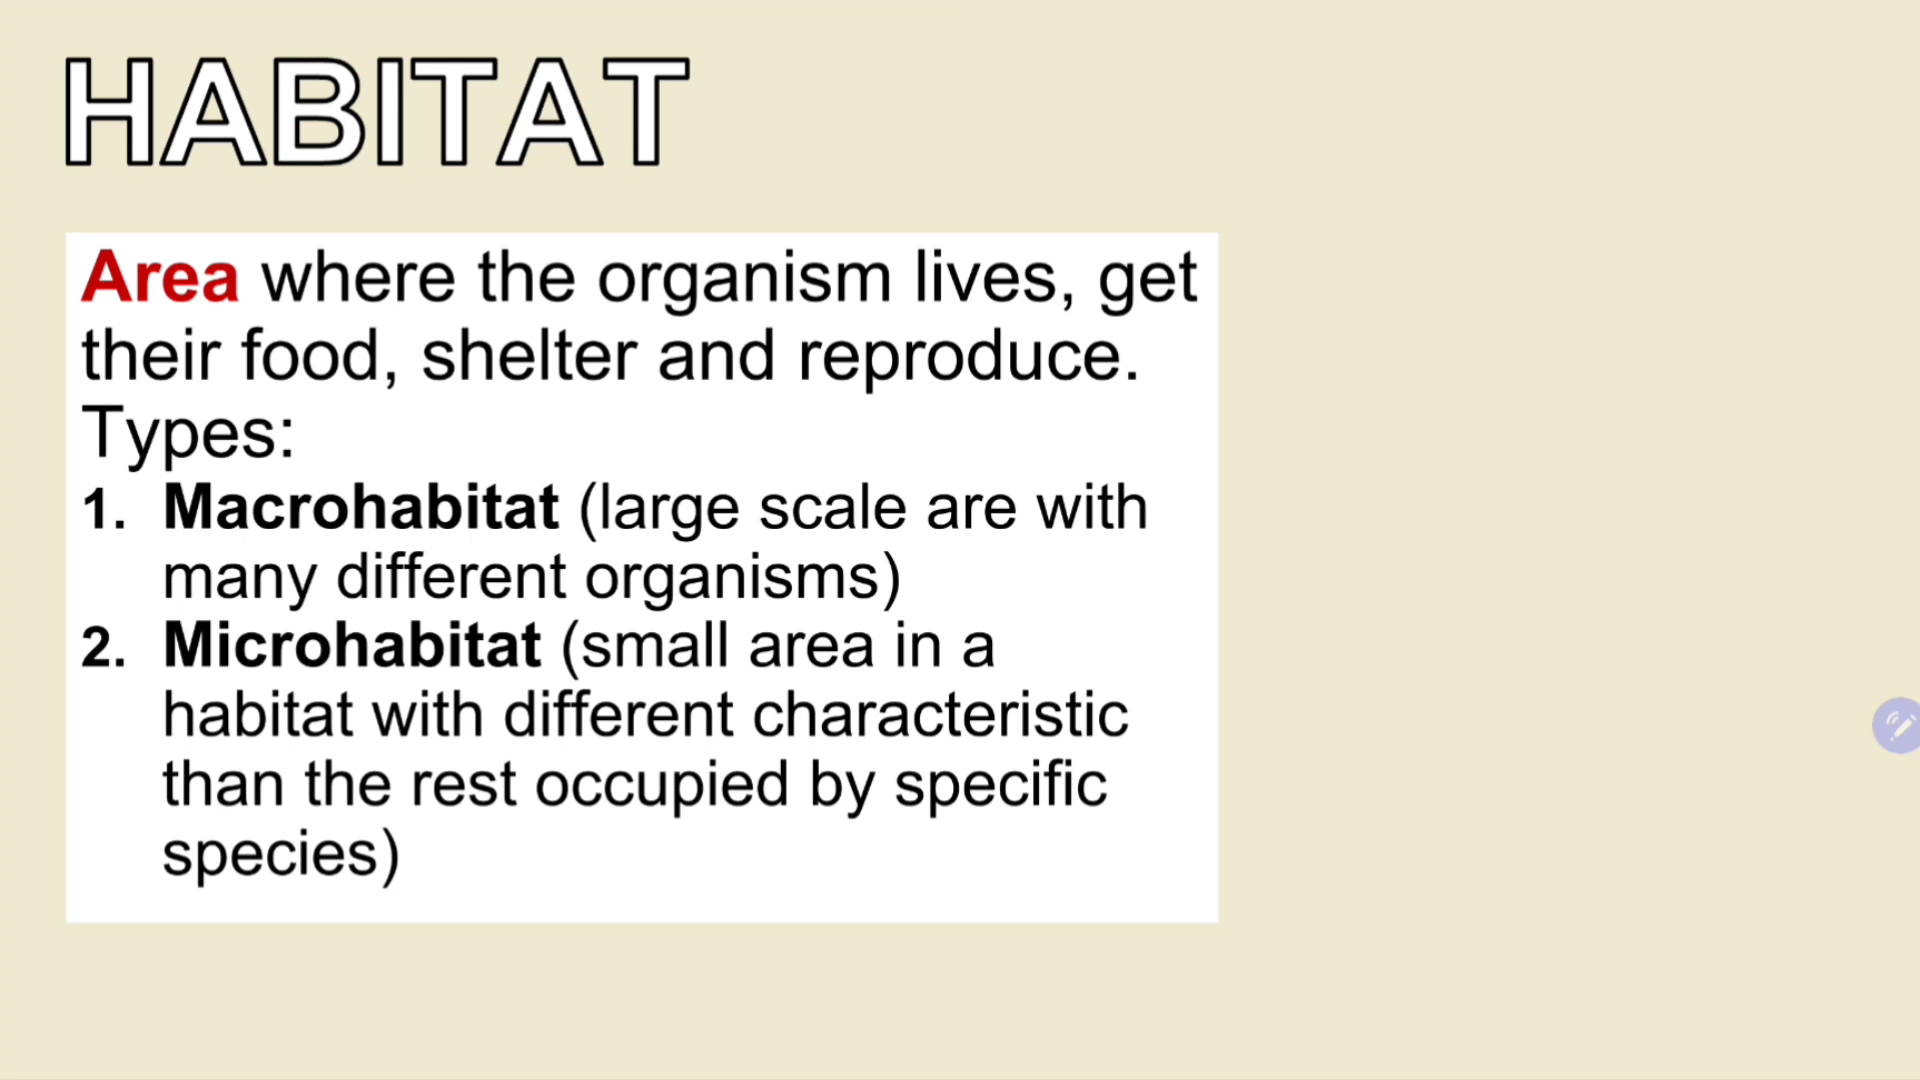 HABITAT
Area where the organism lives, get
their food, shelter and reproduce.
Types:
1. Macrohabitat (large scale are with
many different organisms)
2. Microhabitat (small area in a
habitat with different characteristic
than the rest occupied by specific
species)